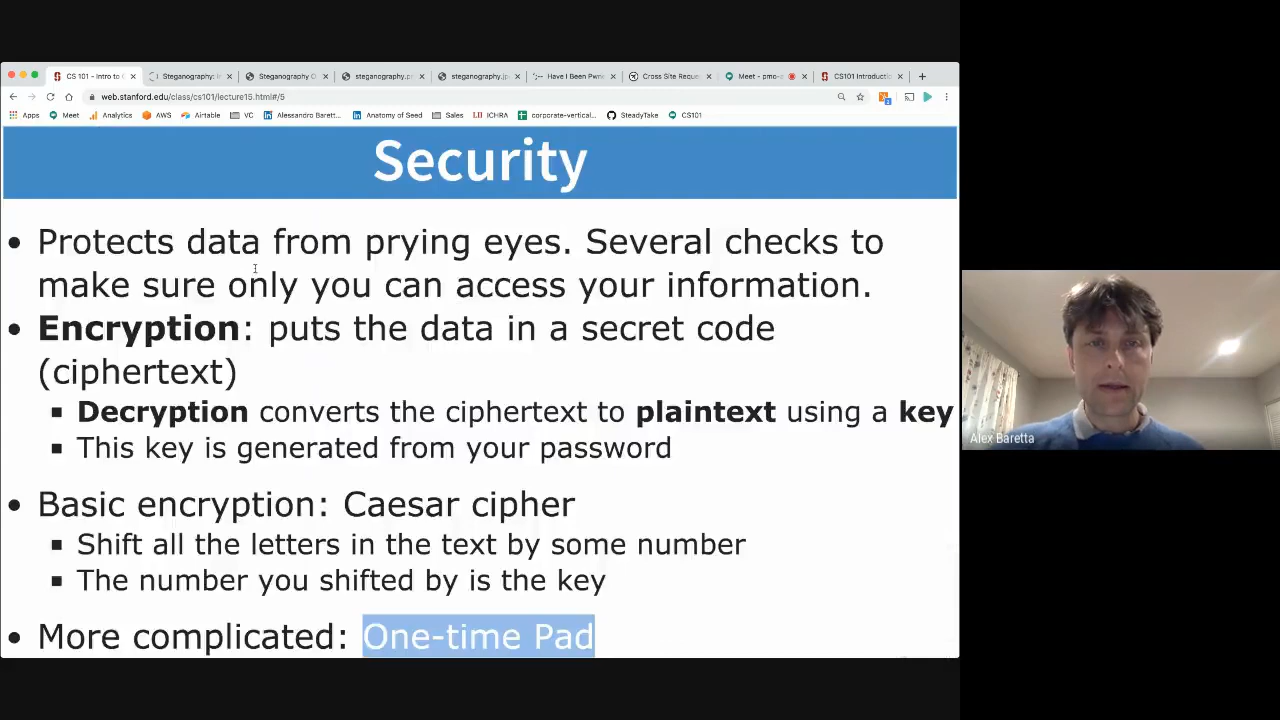 CS 101 - Intro to C
Steganography: I
Steganography O
steganography.p
steganography.j
Have I Been Pwn
Cross Site Reque
Meet - pmo-
CS101 Introductio
web.stanford.edu/class/cs101/lecture15.html#/5
Apps Meet Analytics AWS Airtable VC Alessandro Barett... Anatomy of Seed Sales LII ICHRA corporate-vertical... SteadyTake CS101
Security
Protects data from prying eyes. Several checks to
make sure only you can access your information.
Encryption: puts the data in a secret code
(ciphertext)
Decryption converts the ciphertext to plaintext using a key
This key is generated from your password
Basic encryption: Caesar cipher
Shift all the letters in the text by some number
The number you shifted by is the key
More complicated: One-time Pad
Alex Baretta